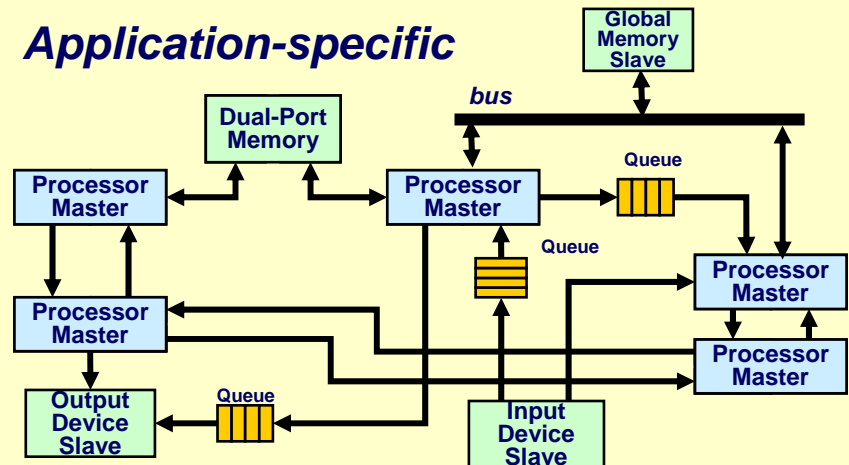 Application-specific
Global
Memory
Slave
bus
Dual-Port
Memory
Queue
Processor
Master
Processor
Master
Queue
Processor
Master
Processor
Master
Processor
Master
Output
Device
Slave
Queue
Input
Device
Slave